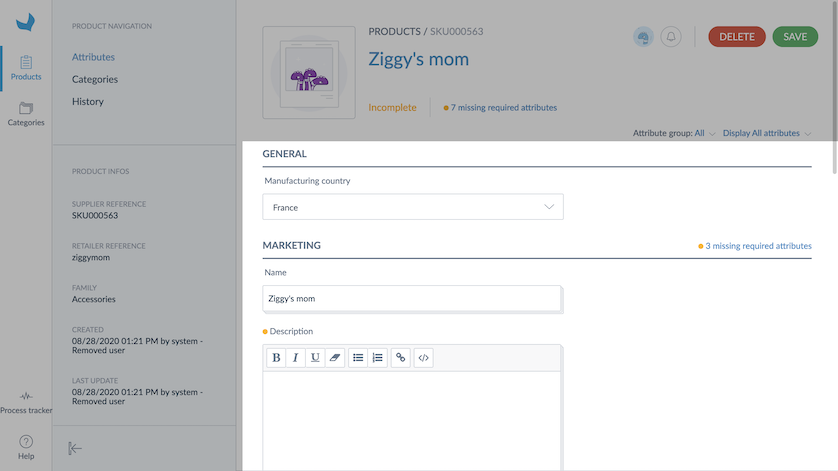 PRODUCT NAVIGATION
Attributes
Categories
History
Products
Categories
Process tracker
Help
PRODUCT INFOS
SUPPLIER REFERENCE
SKU000563
RETAILER REFERENCE
ziggymom
FAMILY
Accessories
CREATED
08/28/2020 01:21 PM by system -
Removed user
LAST UPDATE
08/28/2020 01:21 PM by system -
Removed user
PRODUCTS / SKU000563
Ziggy's mom
Incomplete
7 missing required attributes
DELETE
SAVE
Attribute group: All
Display All attributes
GENERAL
Manufacturing country
France
MARKETING
3 missing required attributes
Name
Ziggy's mom
Description
B I U
</>